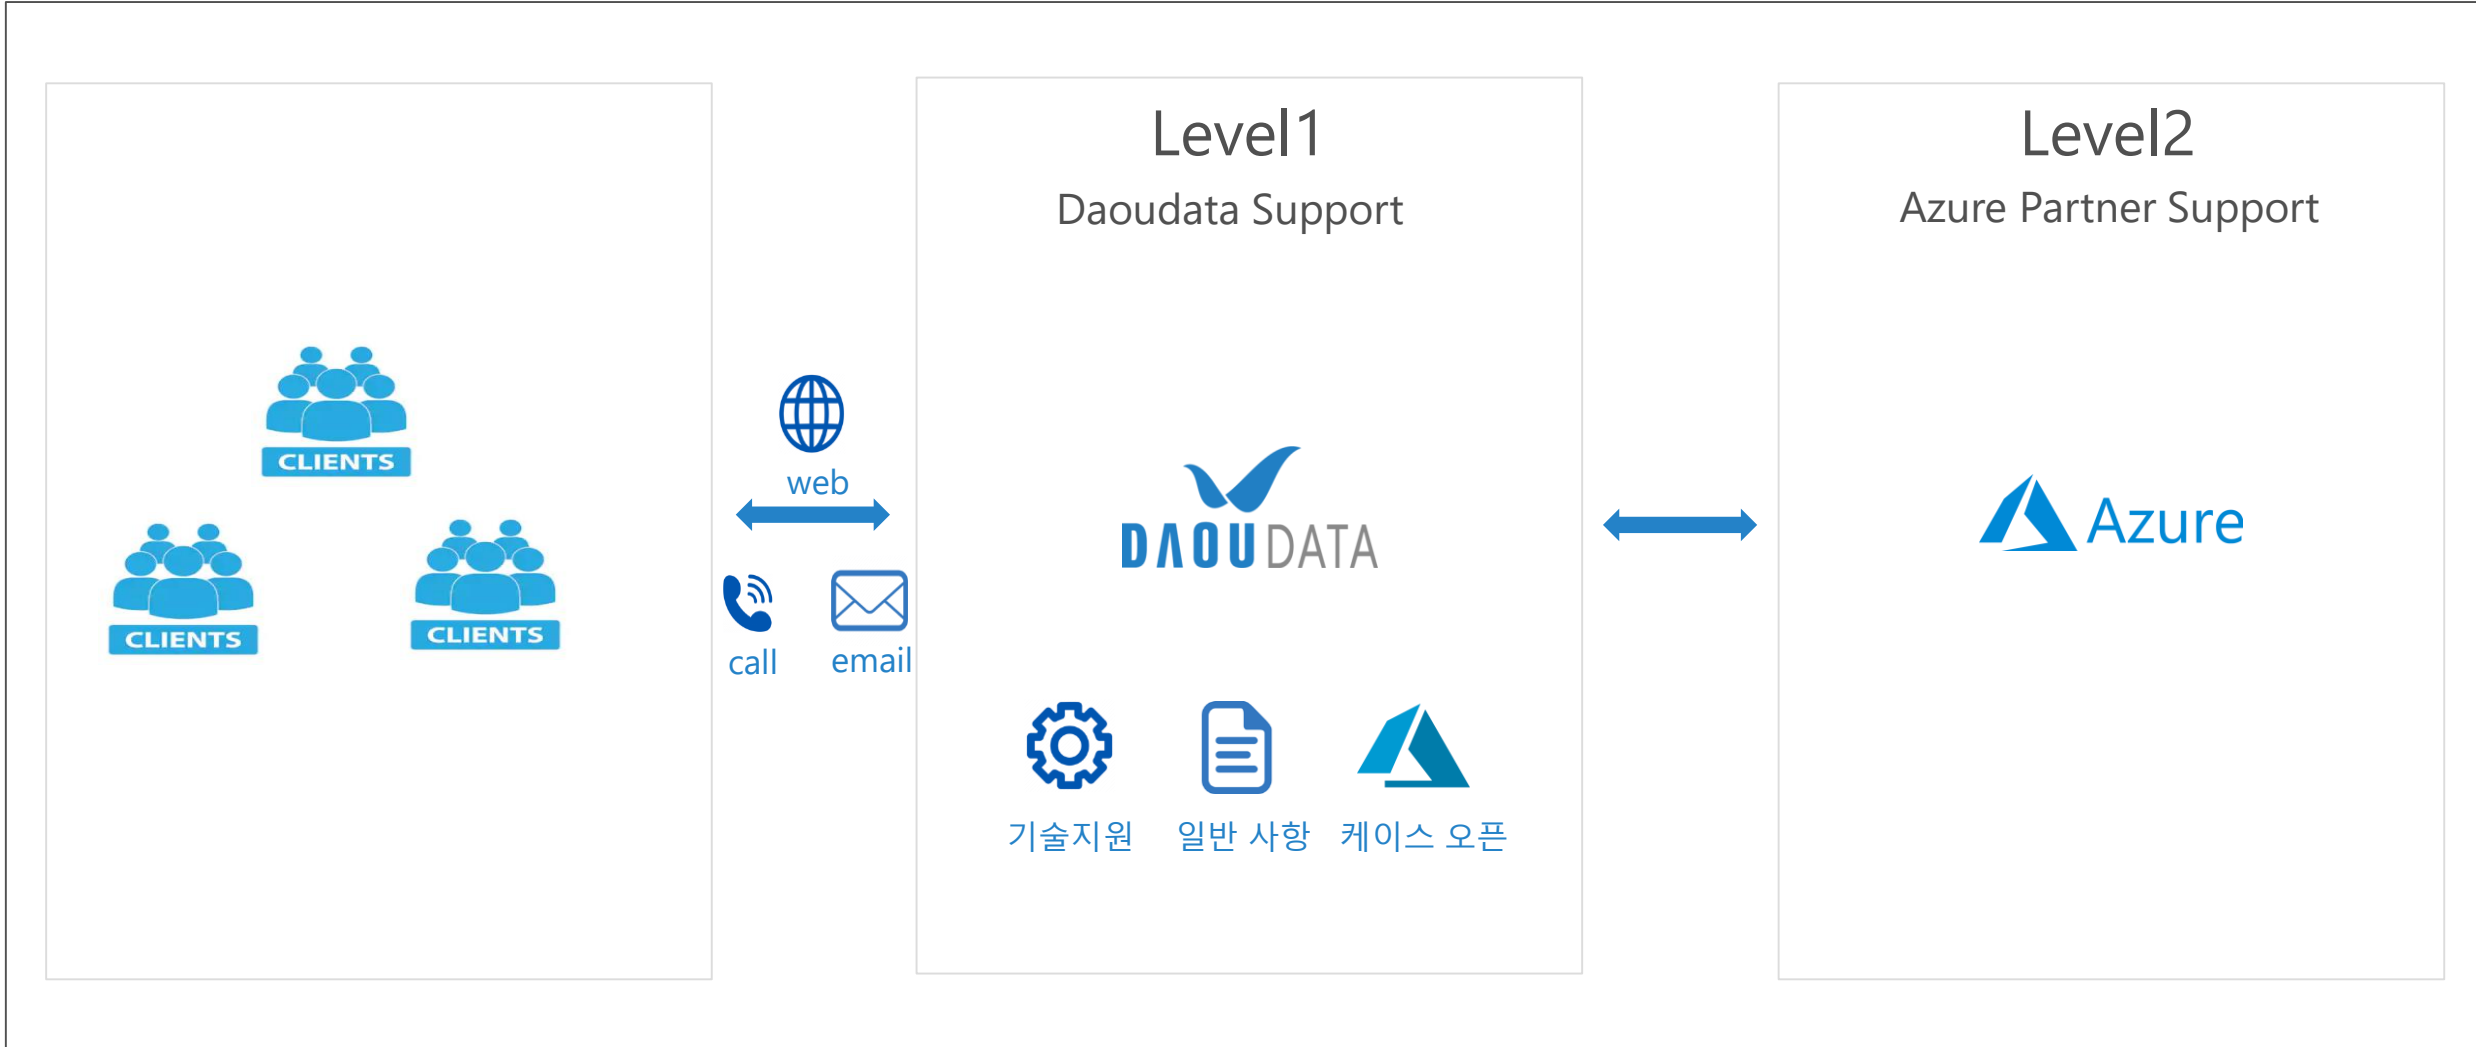 CLIENTS
CLIENTS
CLIENTS
web
call
email
Level1
Daoudata Support
DAOUDATA
기술지원
일반 사항
케이스 오픈
Level2
Azure Partner Support
Azure